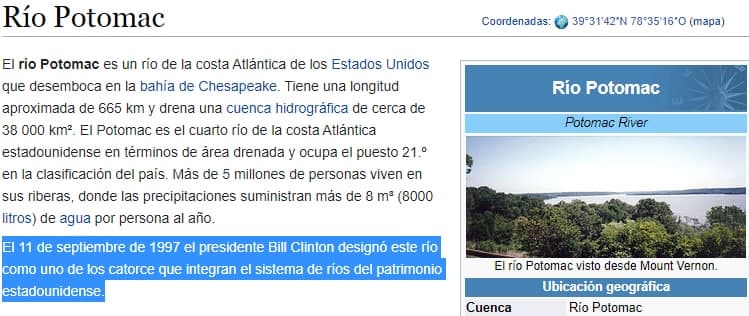 Río Potomac
Coordenadas: 39°31′42″N 78°35′16″O (mapa)
El río Potomac es un río de la costa Atlántica de los Estados Unidos
que desemboca en la bahía de Chesapeake. Tiene una longitud
aproximada de 665 km y drena una cuenca hidrográfica de cerca de
38 000 km². El Potomac es el cuarto río de la costa Atlántica
estadounidense en términos de área drenada y ocupa el puesto 21.º
en la clasificación del país. Más de 5 millones de personas viven en
sus riberas, donde las precipitaciones suministran más de 8 m³ (8000
litros) de agua por persona al año.
El 11 de septiembre de 1997 el presidente Bill Clinton designó este río
como uno de los catorce que integran el sistema de ríos del patrimonio
estadounidense.
Río Potomac
Potomac River
El río Potomac visto desde Mount Vernon.
Ubicación geográfica
Cuenca Río Potomac